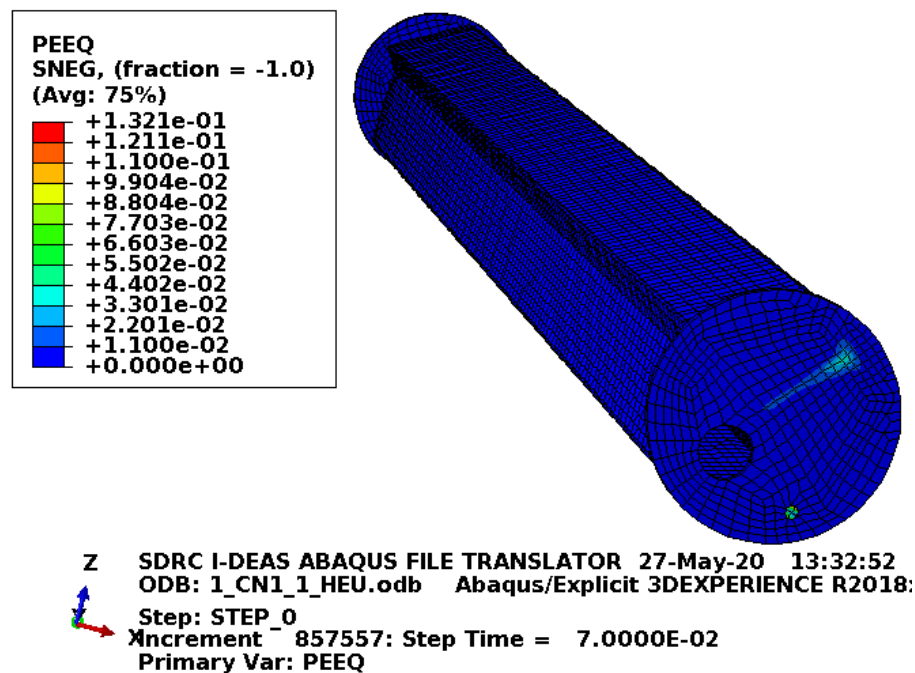 PEEQ
SNEG, (fraction = -1.0)
(Avg: 75%)
+1.321e-01
+1.211e-01
+1.100e-01
+9.904e-02
+8.804e-02
+7.703e-02
+6.603e-02
+5.502e-02
+4.402e-02
+3.301e-02
+2.201e-02
+1.100e-02
+0.000e+00
Z
X
SDRC I-DEAS ABAQUS FILE TRANSLATOR 27-May-20 13:32:52
ODB: 1_CN1_1_HEU.odb Abaqus/Explicit 3DEXPERIENCE R2018x
Step: STEP_0
Increment 857557: Step Time = 7.0000E-02
Primary Var: PEEQ